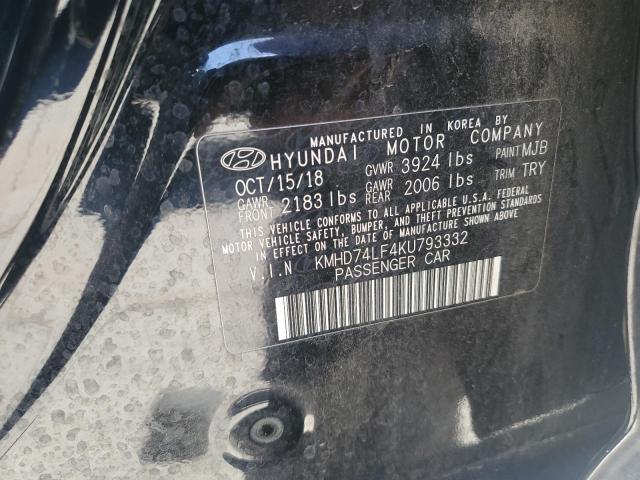 MANUFACTURED IN KOREA BY
HYUNDAI MOTOR COMPANY
OCT/15/18 GVWR 3924 lbs PAINT MJB
GAWR FRONT 2183 lbs GAWR REAR 2006 lbs TRIM TRY
THIS VEHICLE CONFORMS TO ALL APPLICABLE U.S.A. FEDERAL
MOTOR VEHICLE SAFETY, BUMPER, AND THEFT PREVENTION STANDARDS
IN EFFECT ON THE DATE OF MANUFACTURE SHOWN ABOVE.
V.I.N KMHD74LF4KU793332
PASSENGER CAR